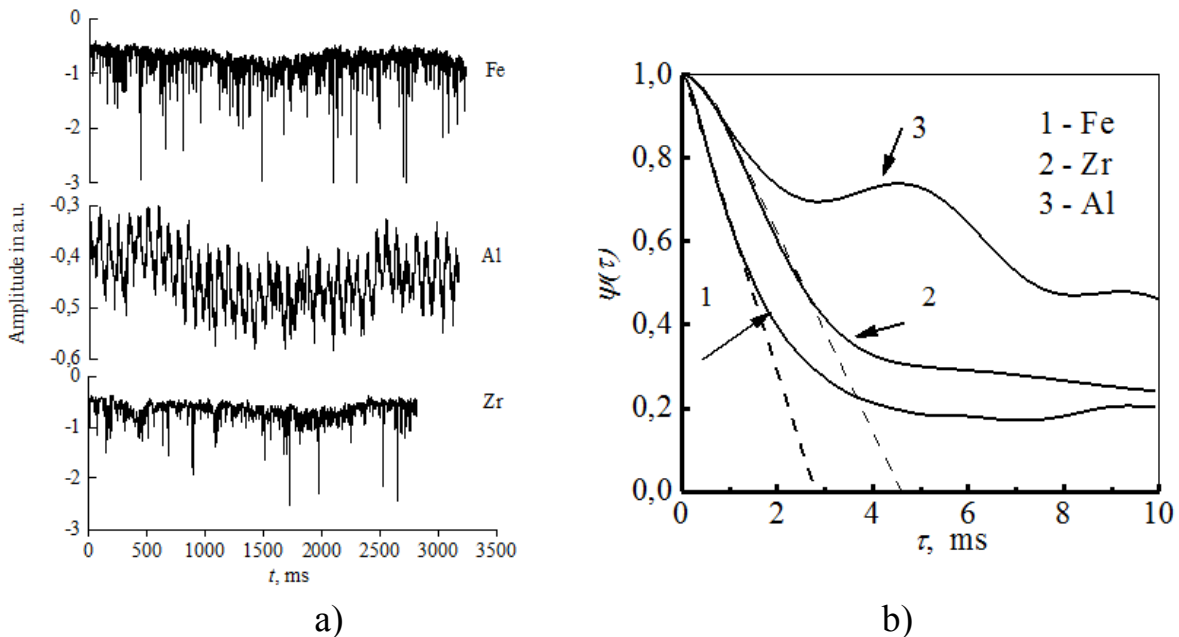 0
-1
-2
-3
Fe
-0,3
-0,4
-0,5
-0,6
Al
0
-1
-2
-3
Zr
Amplitude in a.u.
0 500 1000 1500 2000 2500 3000 3500
t, ms
a)
1,0
0,8
0,6
0,4
0,2
0,0
ψ(τ)
3
1
2
1 - Fe
2 - Zr
3 - Al
0 2 4 6 8 10
τ, ms
b)